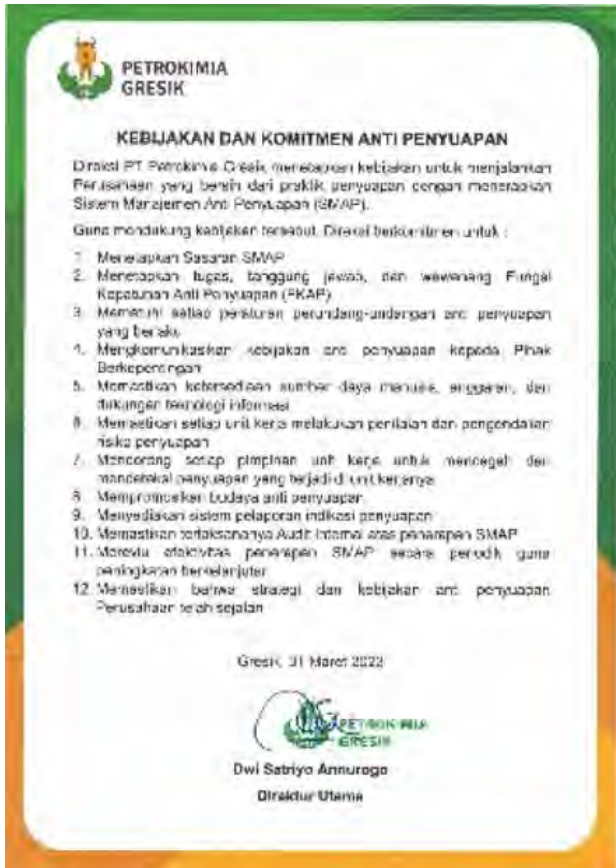 PETROKIMIA
GRESIK
KEBIJAKAN DAN KOMITMEN ANTI PENYUAPAN
Direksi PT Petrokimia Gresik menetapkan kebijakan untuk menjalankan
Perusahaan yang bersih dari praktik penyuapan dengan menerapkan
Sistem Manajemen Anti Penyuapan (SMAP).
Guna mendukung kebijakan tersebut, Direksi berkomitmen untuk :
1. Menetapkan Sasaran SMAP
2. Menetapkan tugas, tanggung jawab, dan wewenang Fungsi
Kepatuhan Anti Penyuapan (FKAP)
3. Mematuhi setiap peraturan perundang-undangan anti penyuapan
yang berlaku
4. Mengkomunikasikan kebijakan anti penyuapan kepada Pihak
Berkepentingan
5. Memastikan ketersediaan sumber daya manusia, anggaran, dan
dukungan teknologi informasi
6. Memastikan setiap unit kerja melakukan penilaian dan pengendalian
risiko penyuapan
7. Mendorong setiap pimpinan unit kerja untuk mencegah dan
mendeteksi penyuapan yang terjadi di unit kerjanya
8. Mempromosikan budaya anti penyuapan
9. Menyediakan sistem pelaporan indikasi penyuapan
10. Memastikan terlaksananya Audit Internal atas penerapan SMAP
11. Mereviu efektivitas penerapan SMAP secara periodik guna
peningkatan berkelanjutan
12. Memastikan bahwa strategi dan kebijakan anti penyuapan
Perusahaan telah sejalan
Gresik, 31 Maret
PETROKIMIA
GRESIK
Dwi Satriyo Annurogo
Direktur Utama